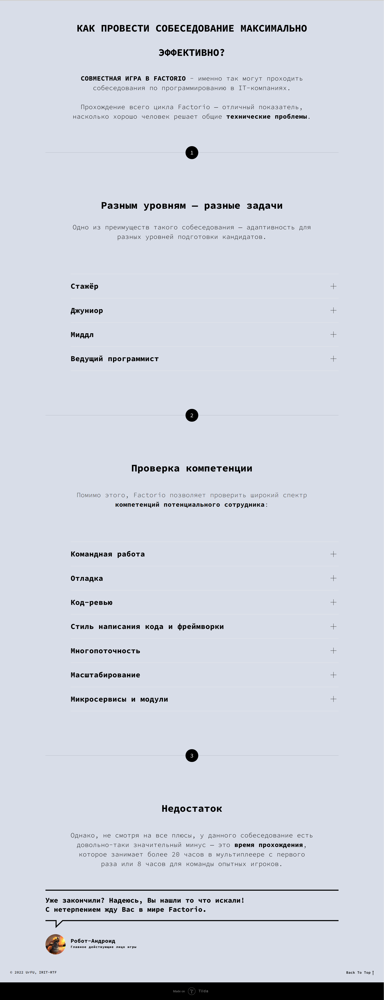 КАК ПРОВЕСТИ СОБЕСЕДОВАНИЕ МАКСИМАЛЬНО
ЭФФЕКТИВНО?
СОВМЕСТНАЯ ИГРА В FACTORIO - именно так могут проходить
собеседования по программированию в IT-компаниях.
Прохождение всего цикла Factorio — отличный показатель,
насколько хорошо человек решает общие технические проблемы.
1
Разным уровням — разные задачи
Одно из преимуществ такого собеседования — адаптивность для
разных уровней подготовки кандидатов.
Стажёр
Джуниор
Миддл
Ведущий программист
2
Проверка компетенции
Помимо этого, Factorio позволяет проверить широкий спектр
компетенций потенциального сотрудника:
Командная работа
Отладка
Код-ревью
Стиль написания кода и фреймворки
Многопоточность
Масштабирование
Микросервисы и модули
3
Недостаток
Однако, не смотря на все плюсы, у данного собеседование есть
довольно-таки значительный минус — это время прохождения,
которое занимает более 20 часов в мультиплеере с первого
раза или 8 часов для команды опытных игроков.
Уже закончили? Надеюсь, Вы нашли то что искали!
С нетерпением жду Вас в мире Factorio.
Робот-Андроид
Главное действующие лицо игры
© 2022 UrFU, IRIT-RTF
Back To Top
Made on Tilda